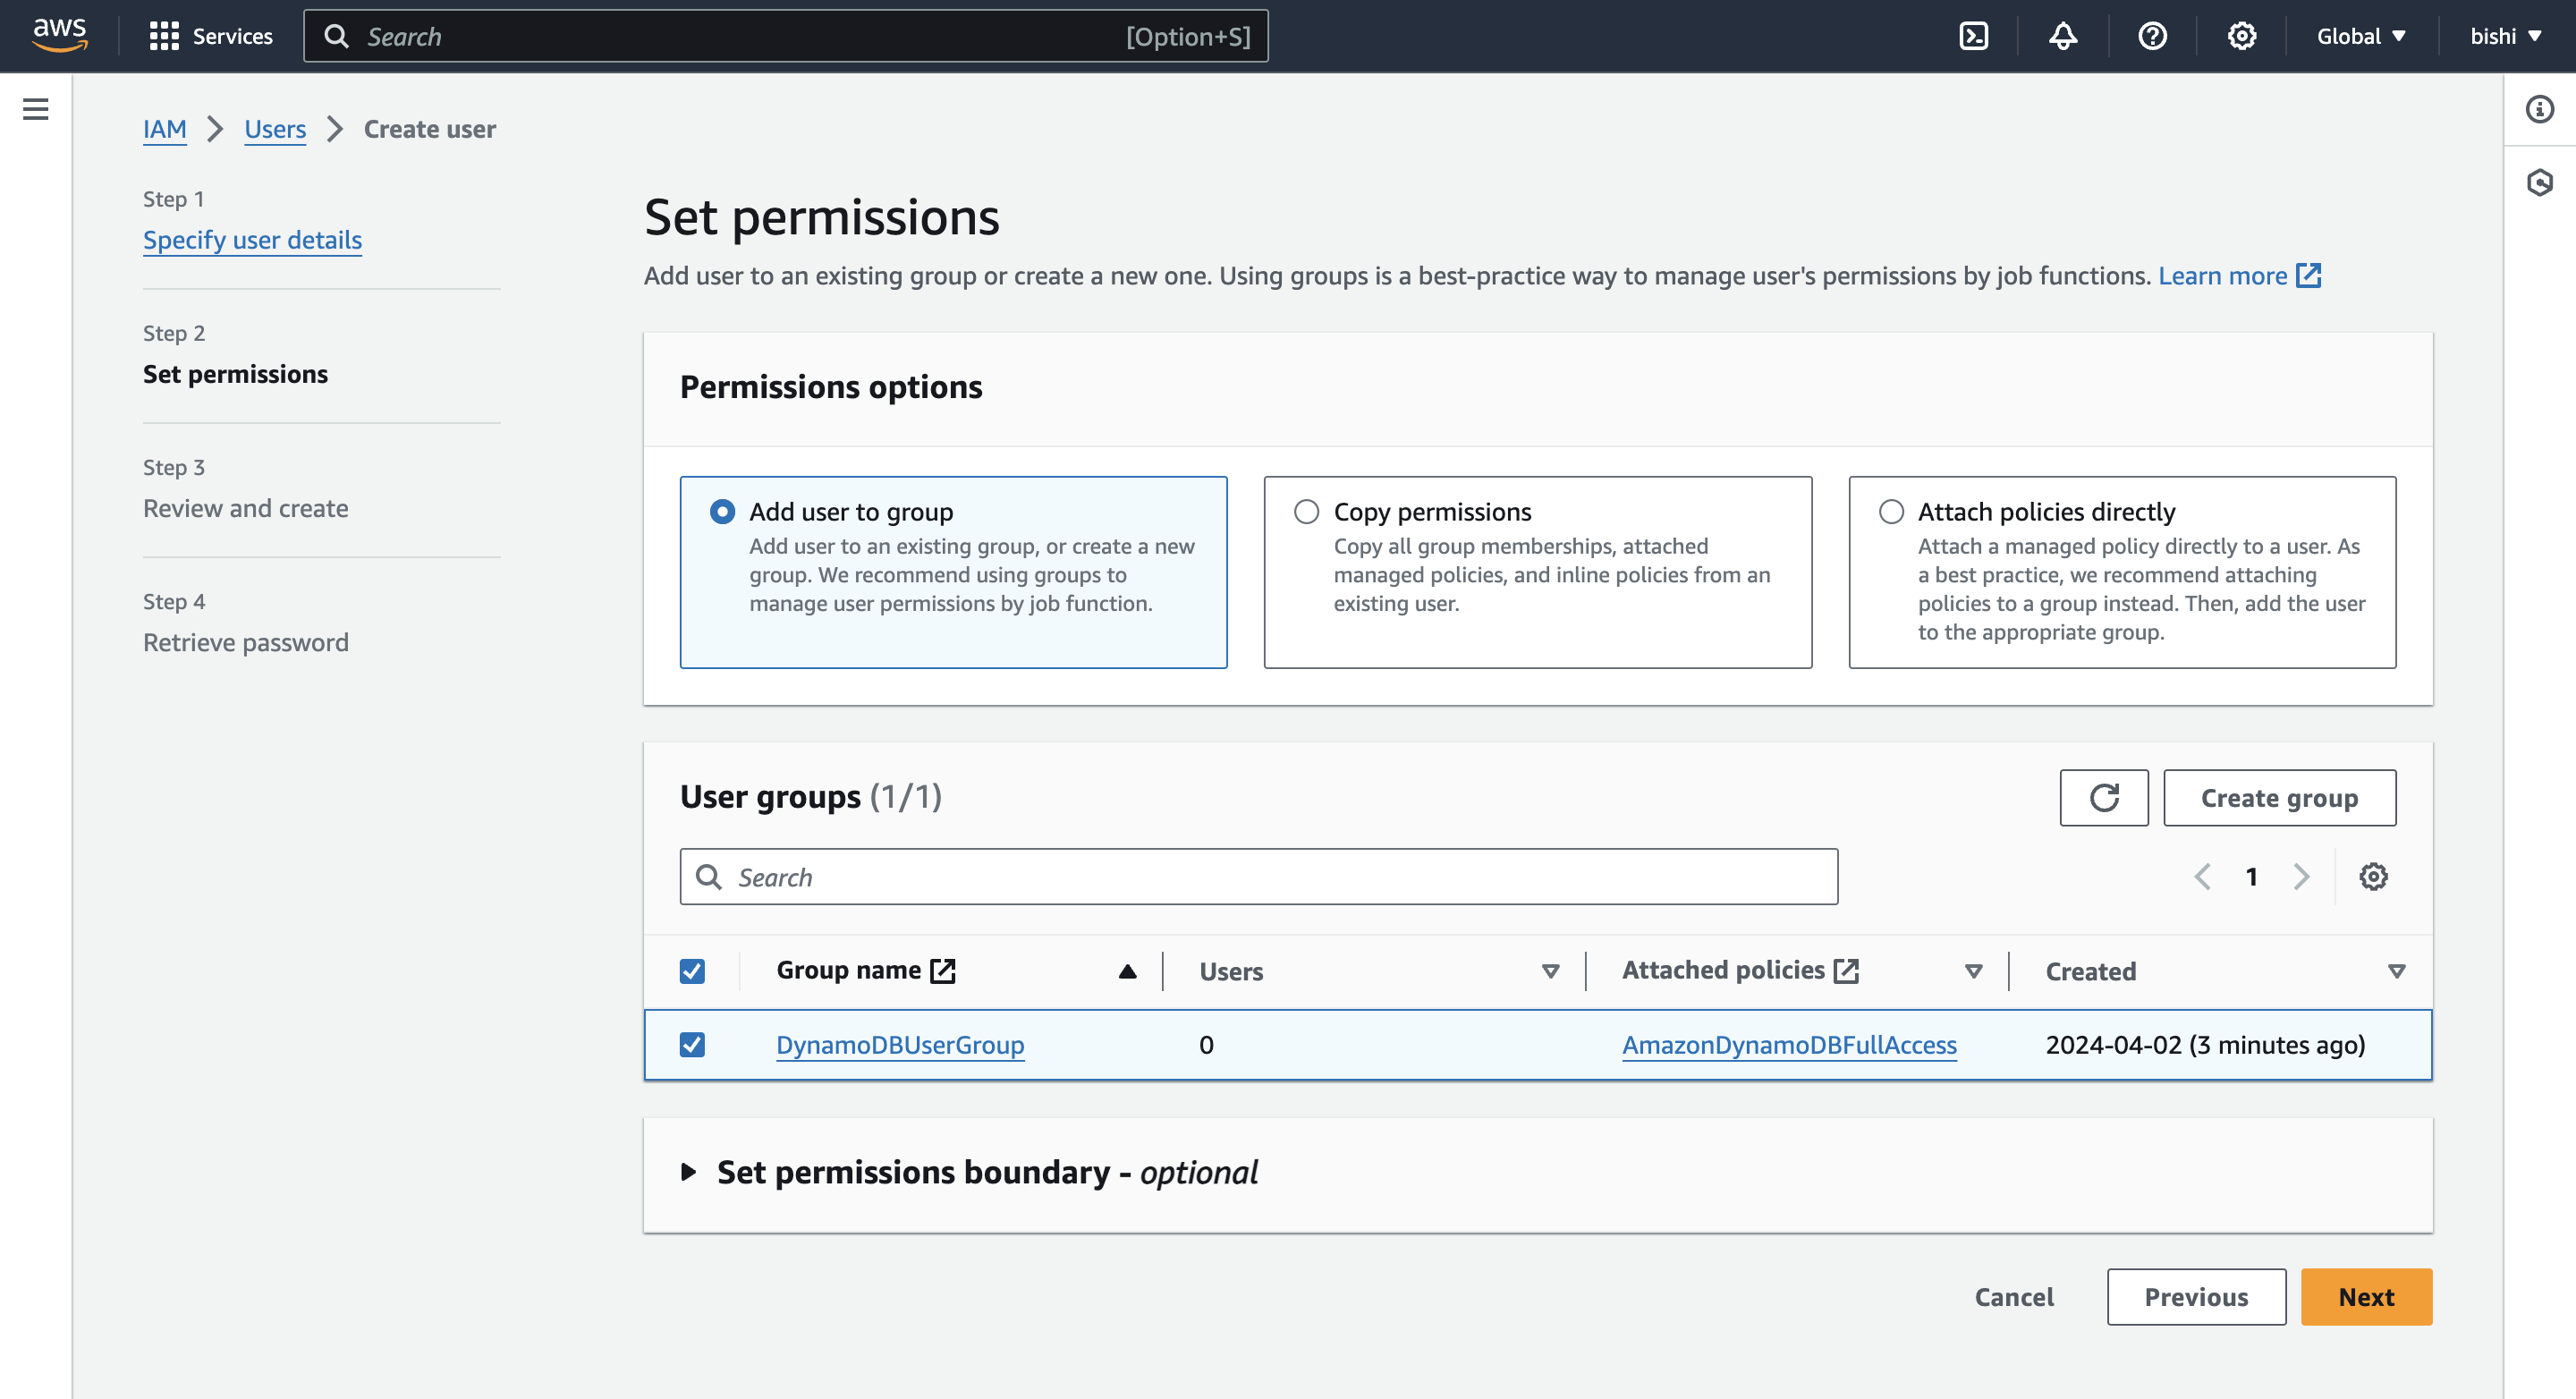 aws
Services
Search
[Option+S]
Global
bishi
IAM
Users
Create user
Step 1
Specify user details
Step 2
Set permissions
Step 3
Review and create
Step 4
Retrieve password
Set permissions
Add user to an existing group or create a new one. Using groups is a best-practice way to manage user's permissions by job functions. Learn more
Permissions options
Add user to group
Add user to an existing group, or create a new
group. We recommend using groups to
manage user permissions by job function.
Copy permissions
Copy all group memberships, attached
managed policies, and inline policies from an
existing user.
Attach policies directly
Attach a managed policy directly to a user. As
a best practice, we recommend attaching
policies to a group instead. Then, add the user
to the appropriate group.
User groups (1/1)
Create group
Search
1
Group name
Users
Attached policies
Created
DynamoDBUserGroup
0
AmazonDynamoDBFullAccess
2024-04-02 (3 minutes ago)
Set permissions boundary - optional
Cancel
Previous
Next